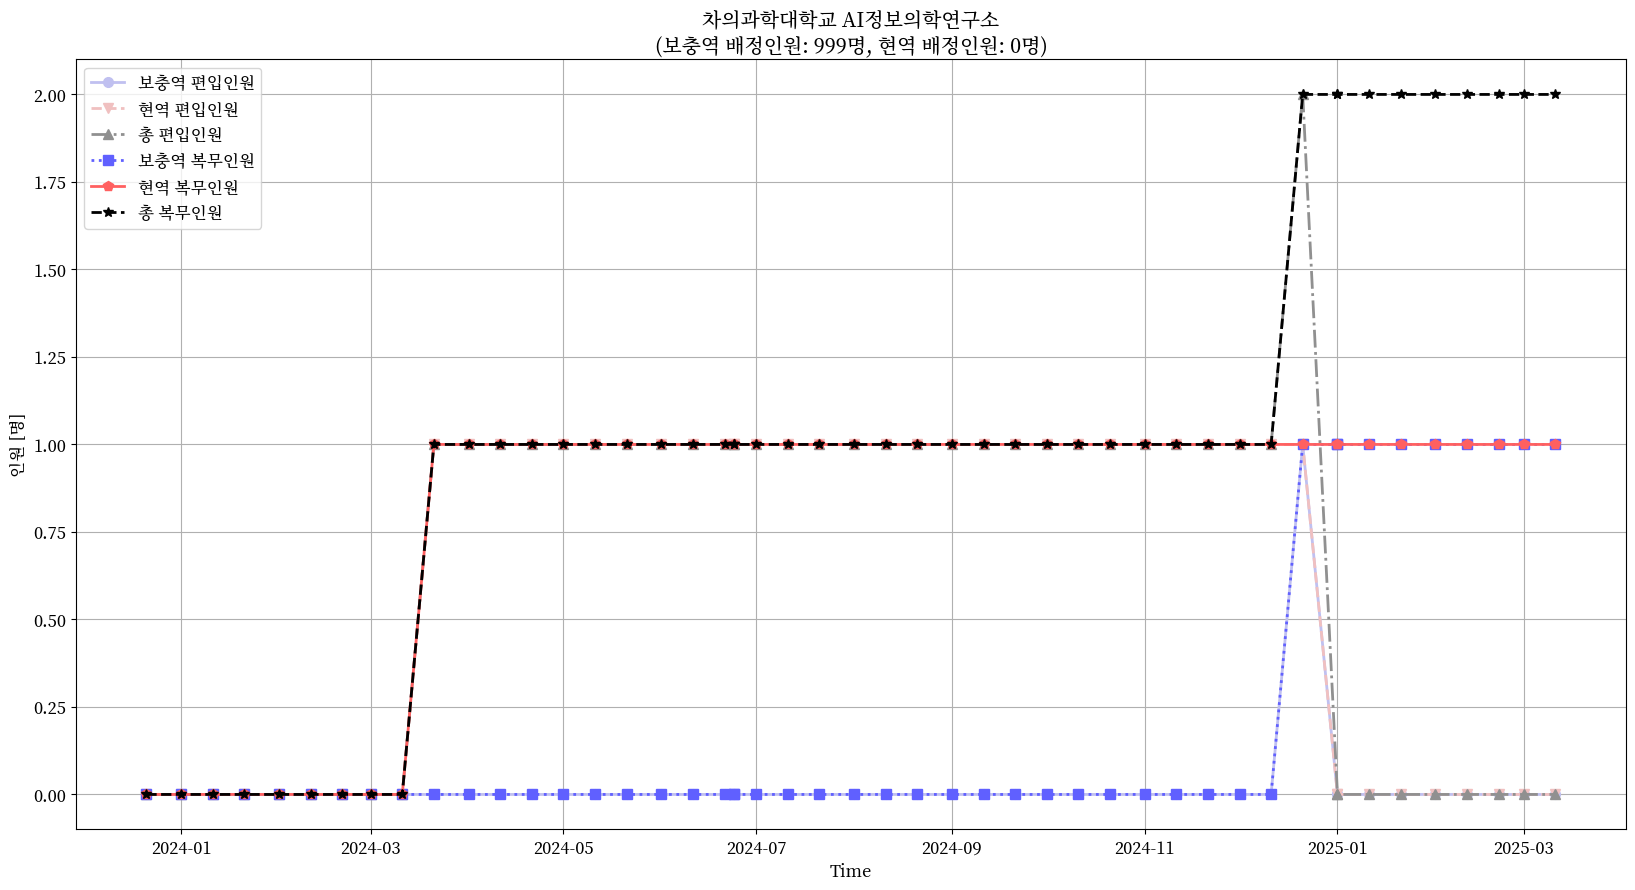 차의과학대학교 AI정보의학연구소
(보충역 배정인원: 999명, 현역 배정인원: 0명)
보충역 편입인원
현역 편입인원
총 편입인원
보충역 복무인원
현역 복무인원
총 복무인원
2.00
1.75
1.50
1.25
1.00
0.75
0.50
0.25
0.00
인원 [명]
2024-01
2024-03
2024-05
2024-07
2024-09
2024-11
2025-01
2025-03
Time